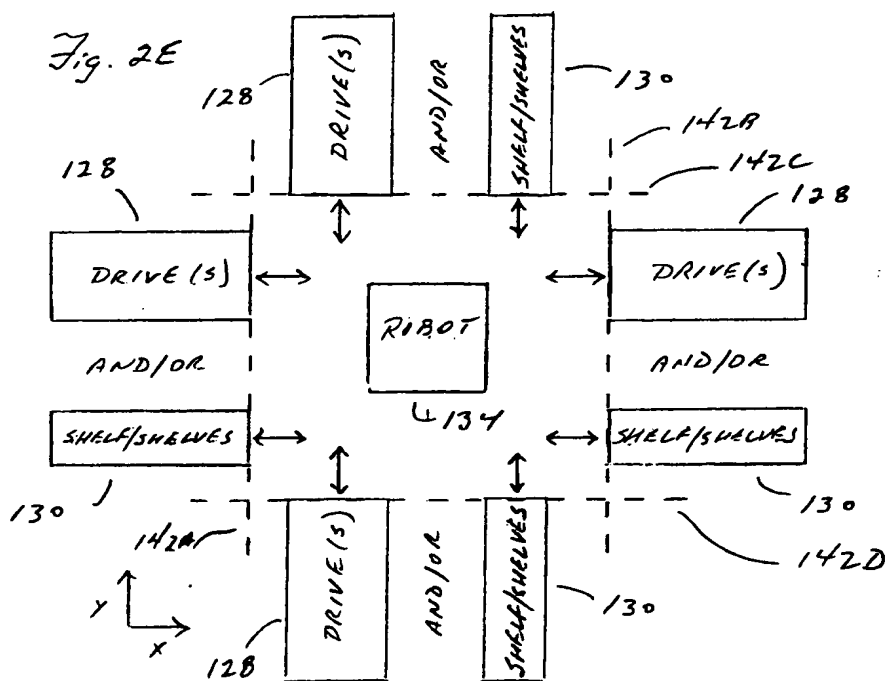 Fig. 2E
128
DRIVE(S)
AND/OR
SHELF/SHELVES
130
142B
142C
128
128
DRIVE(S)
DRIVE(S)
ROBOT
AND/OR
AND/OR
134
SHELF/SHELVES
SHELF/SHELVES
130
130
142A
142D
DRIVE(S)
AND/OR
SHELF/SHELVES
130
Y
X
128